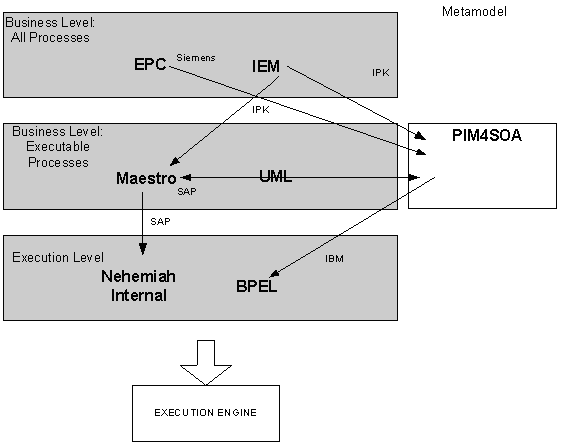 Business Level:
All Processes
Metamodel
EPC
Siemens
IEM
IPK
IPK
Business Level:
Executable
Processes
PIM4SOA
Maestro
SAP
UML
SAP
Execution Level
IBM
Nehemiah
Internal
BPEL
EXECUTION ENGINE